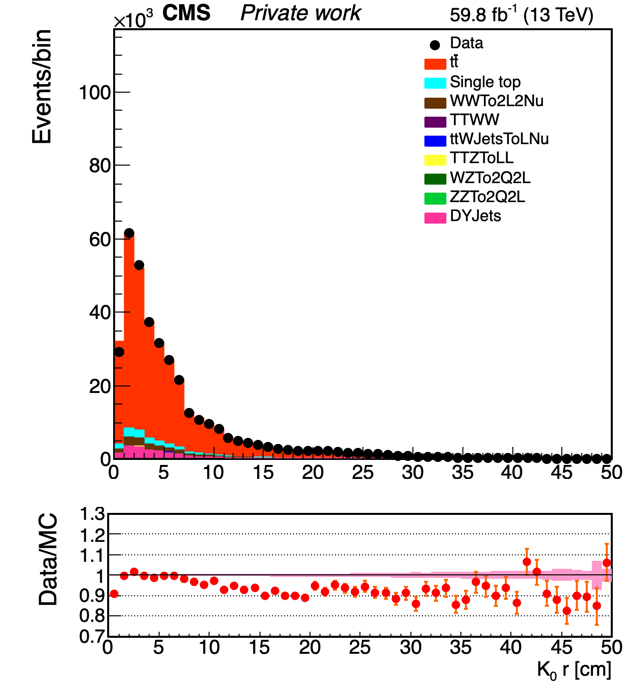 ×10³ CMS Private work 59.8 fb⁻¹ (13 TeV)
Events/bin
Data
tt̄
Single top
WWTo2L2Nu
TTWW
ttWJetsToLNu
TTZToLL
WZTo2Q2L
ZZTo2Q2L
DYJets
100
80
60
40
20
0
0 5 10 15 20 25 30 35 40 45 50
Data/MC
1.3
1.2
1.1
1
0.9
0.8
0.7
0 5 10 15 20 25 30 35 40 45 50
K₀ r [cm]